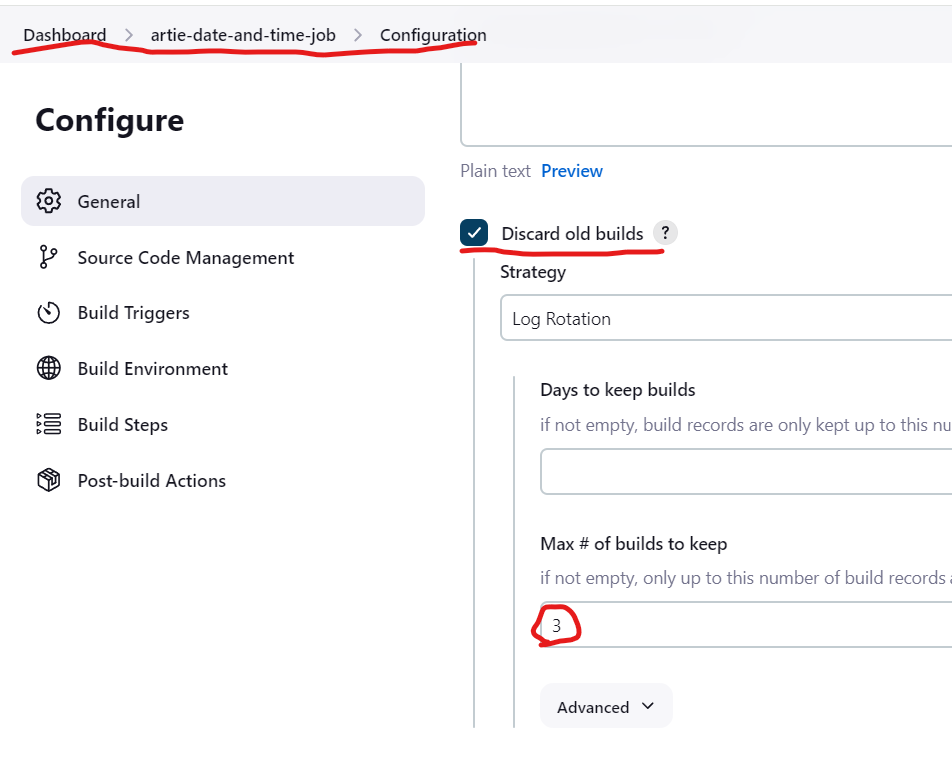 Dashboard > artie-date-and-time-job > Configuration
Configure
General
Source Code Management
Build Triggers
Build Environment
Build Steps
Post-build Actions
Plain text Preview
Discard old builds ?
Strategy
Log Rotation
Days to keep builds
if not empty, build records are only kept up to this nu
Max # of builds to keep
if not empty, only up to this number of build records a
3
Advanced